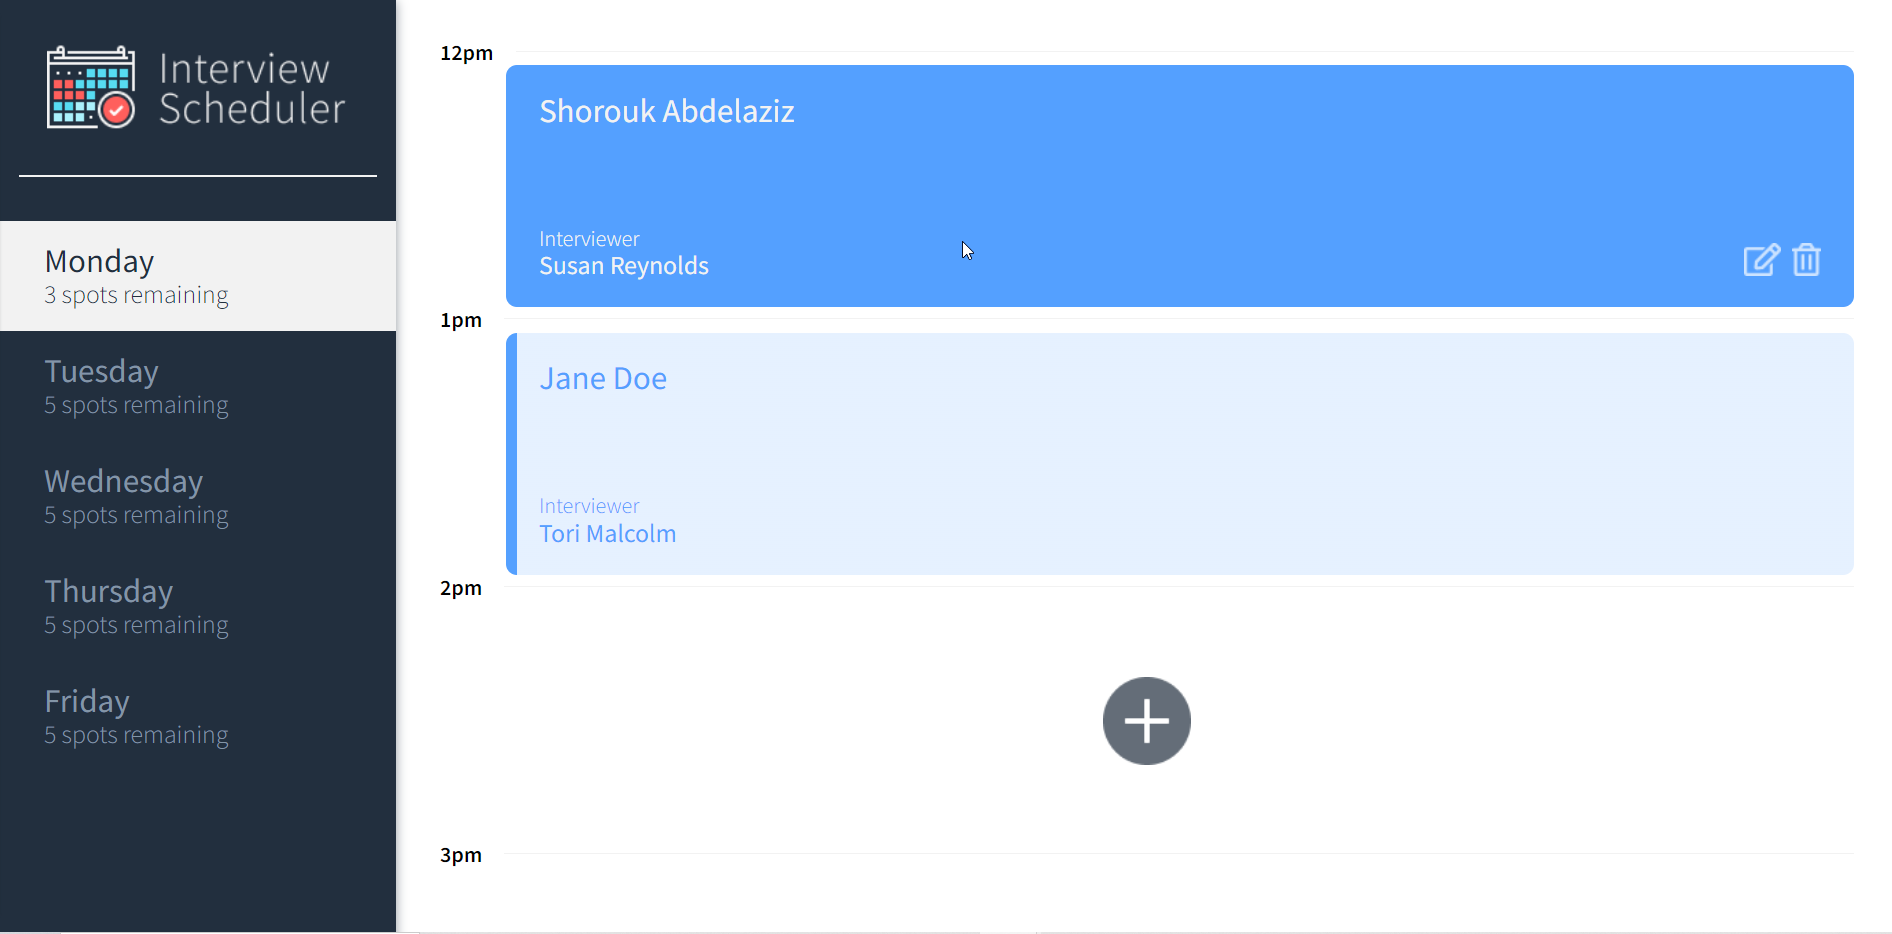 Interview
Scheduler
Monday
3 spots remaining
Tuesday
5 spots remaining
Wednesday
5 spots remaining
Thursday
5 spots remaining
Friday
5 spots remaining
12pm
Shorouk Abdelaziz
Interviewer
Susan Reynolds
1pm
Jane Doe
Interviewer
Tori Malcolm
2pm
3pm